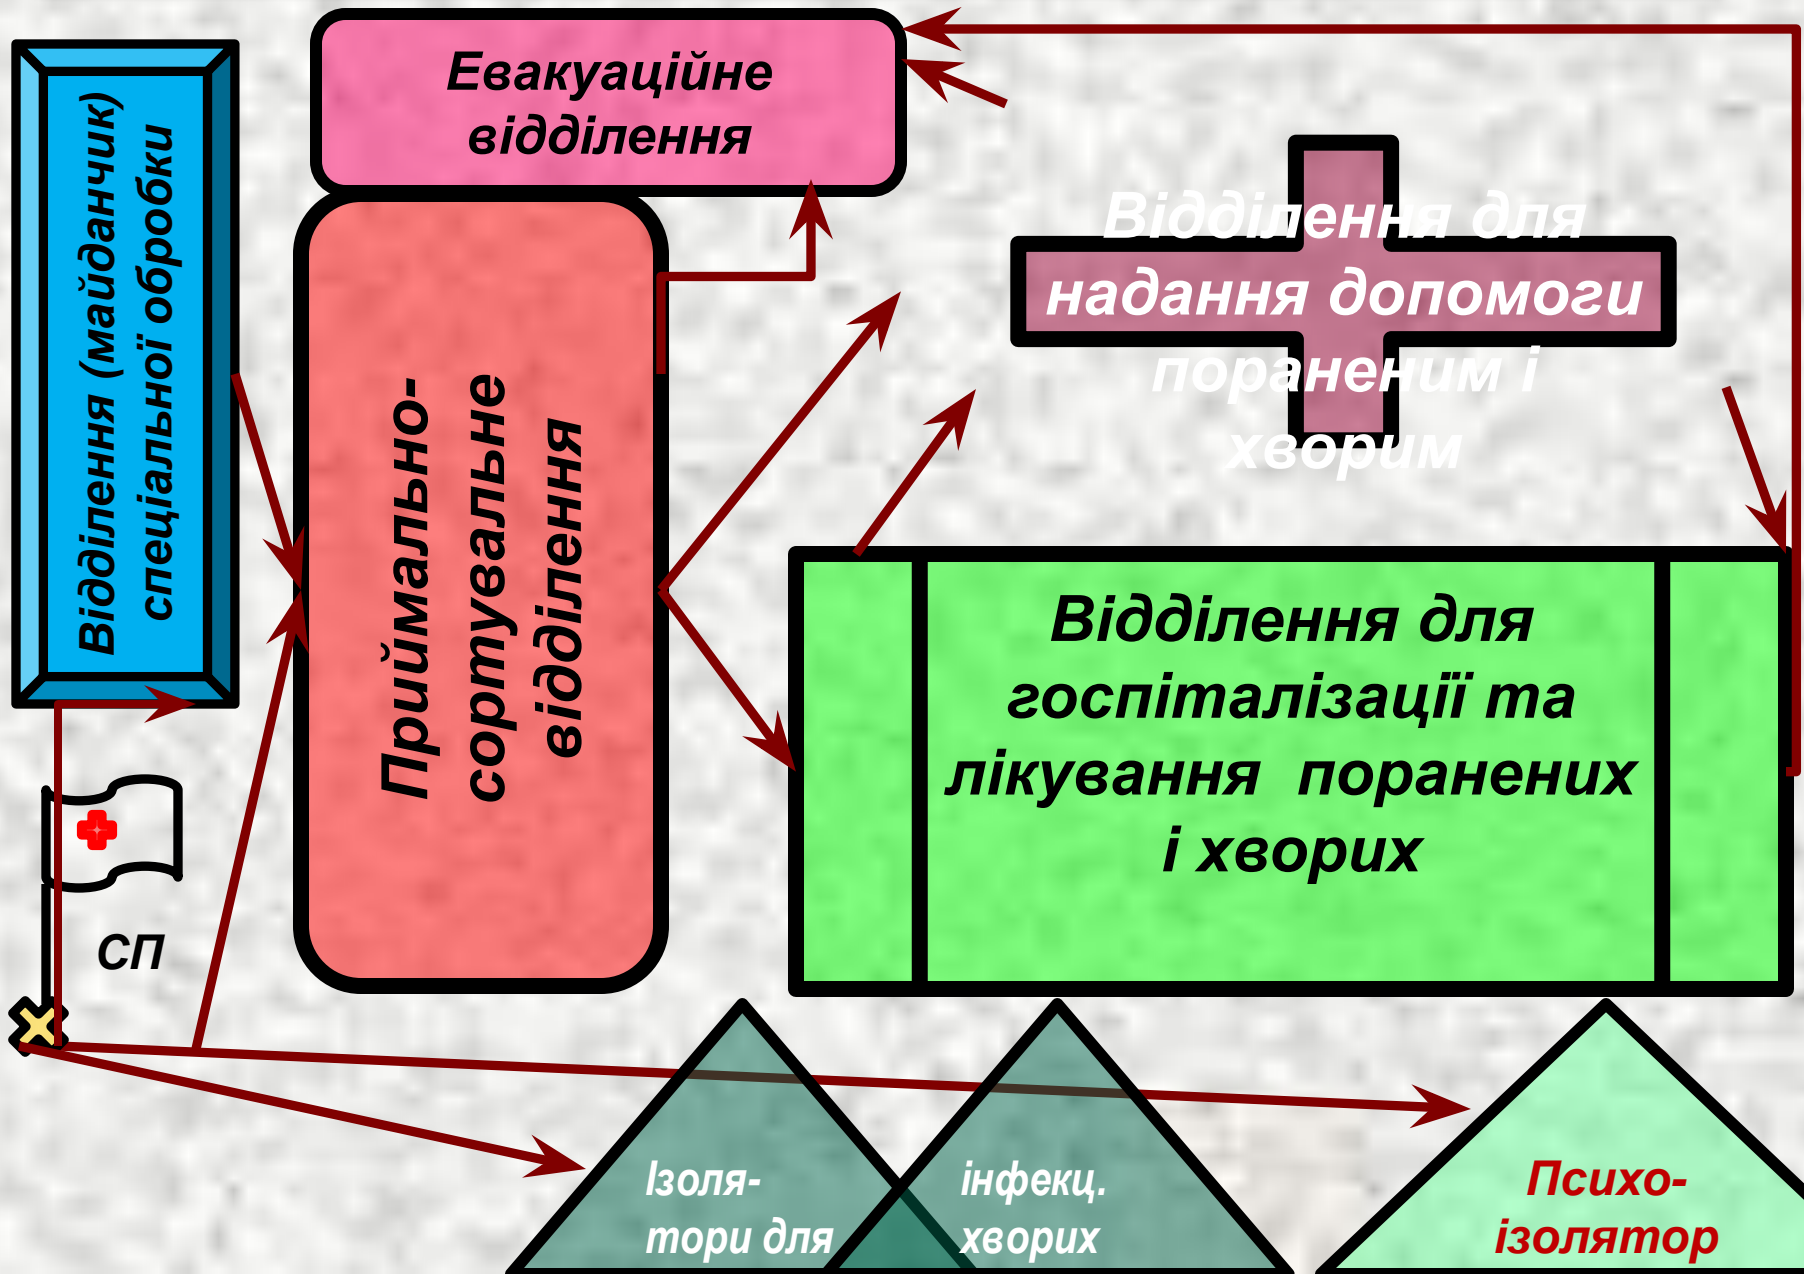 Евакуаційне
відділення
Відділення (майданчик)
спеціальної обробки
Приймально-
сортувальне
відділення
Відділення для
надання допомоги
пораненим і
хворим
Відділення для
госпіталізації та
лікування поранених
і хворих
СП
Ізоля-
тори для
інфекц.
хворих
Психо-
ізолятор